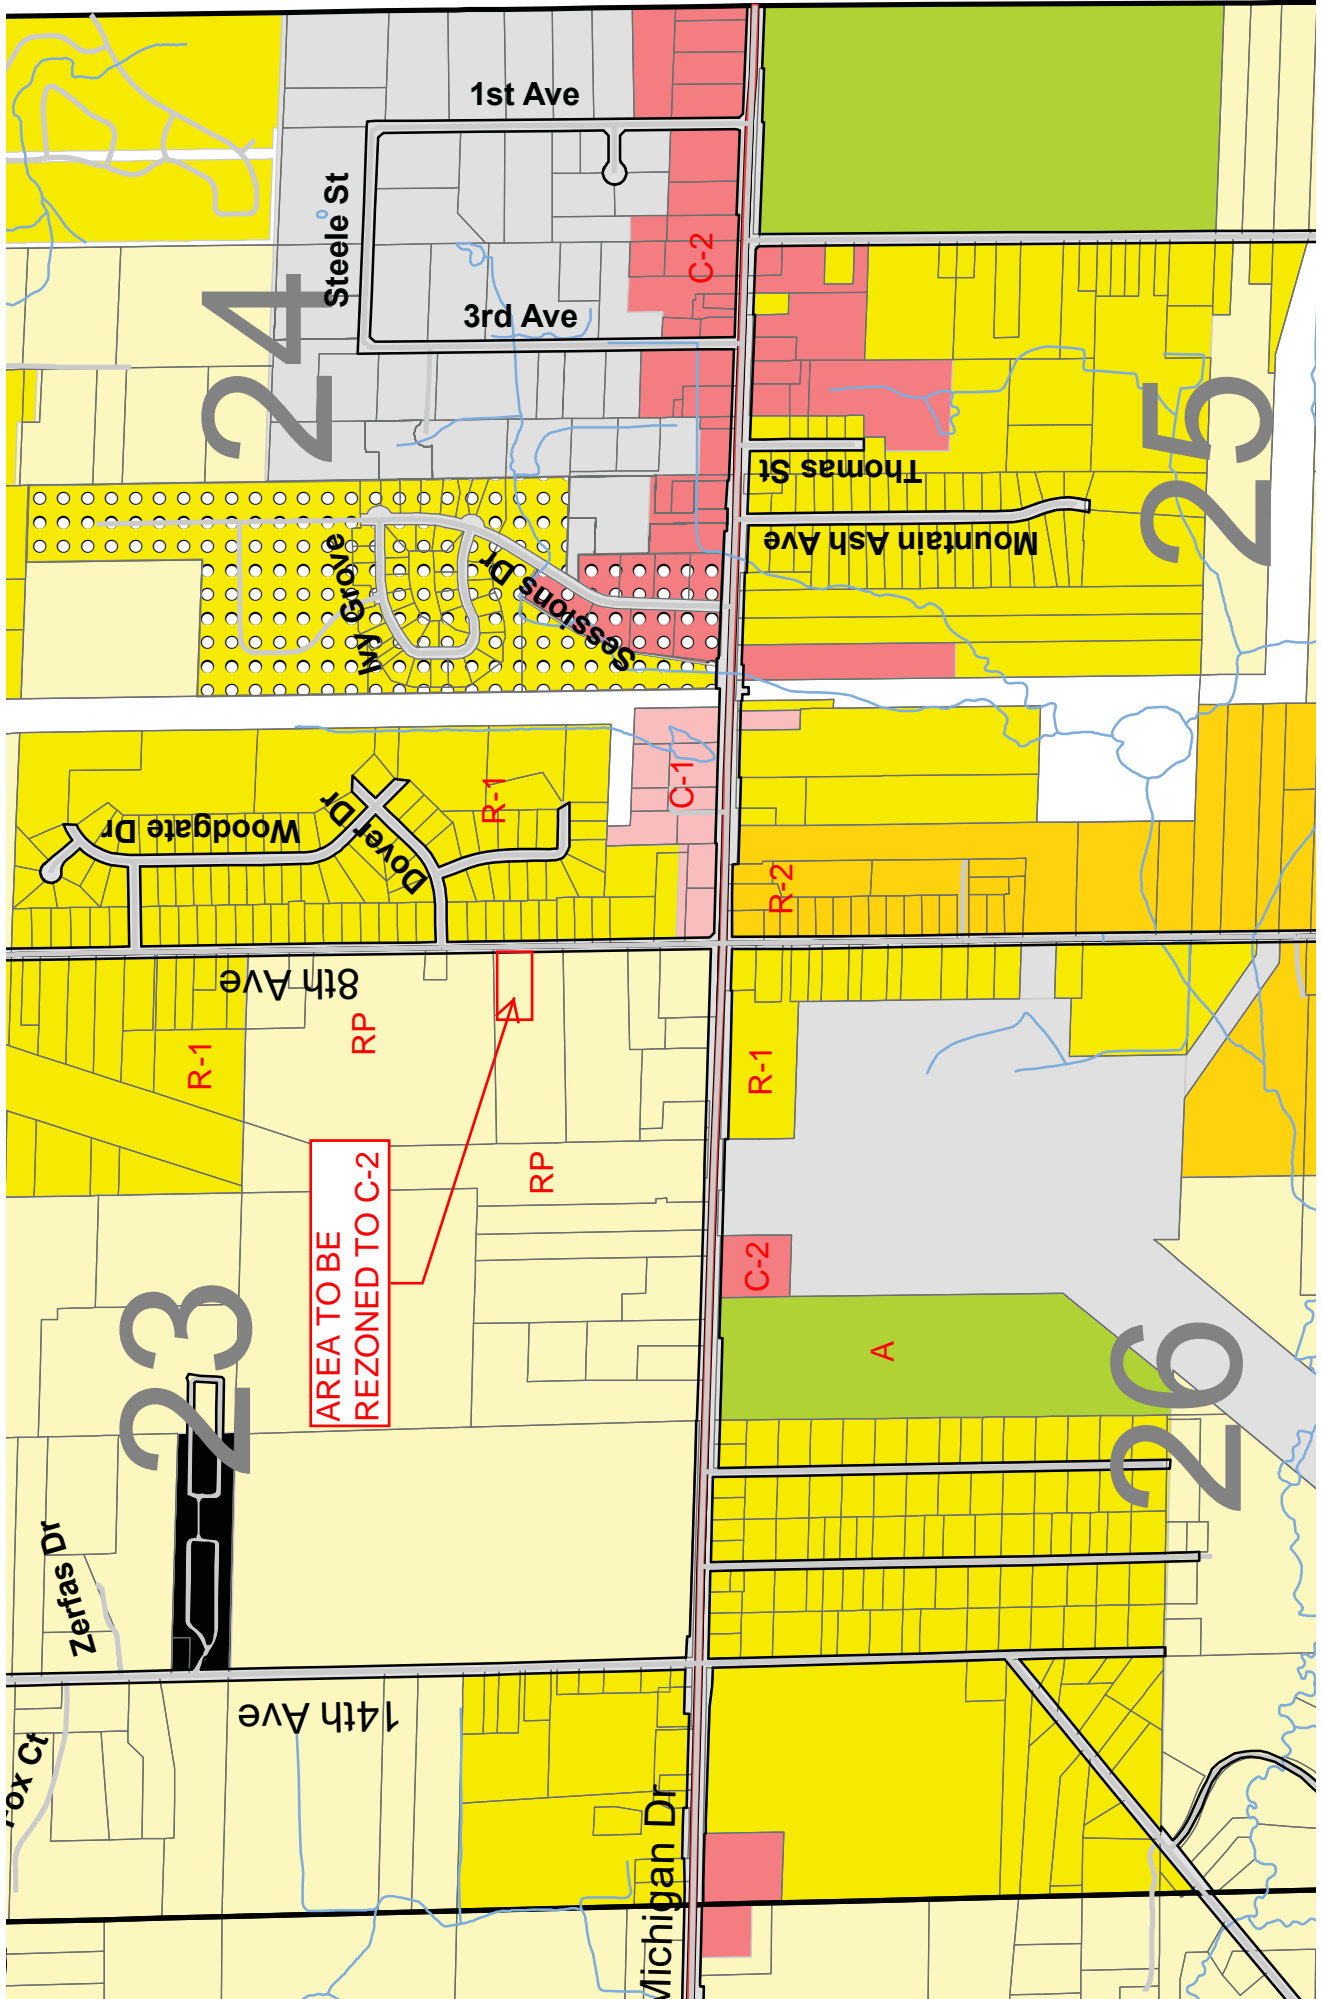 1st Ave
Steele St
24
C-2
3rd Ave
25
Thomas St
Mountain Ash Ave
Ivy Grove
Sessions Dr
C-1
R-1
Woodgate Dr
Dover Dr
R-2
8th Ave
RP
R-1
R-1
RP
AREA TO BE
REZONED TO C-2
C-2
23
A
26
Zerfas Dr
14th Ave
Fox Ct
Michigan Dr